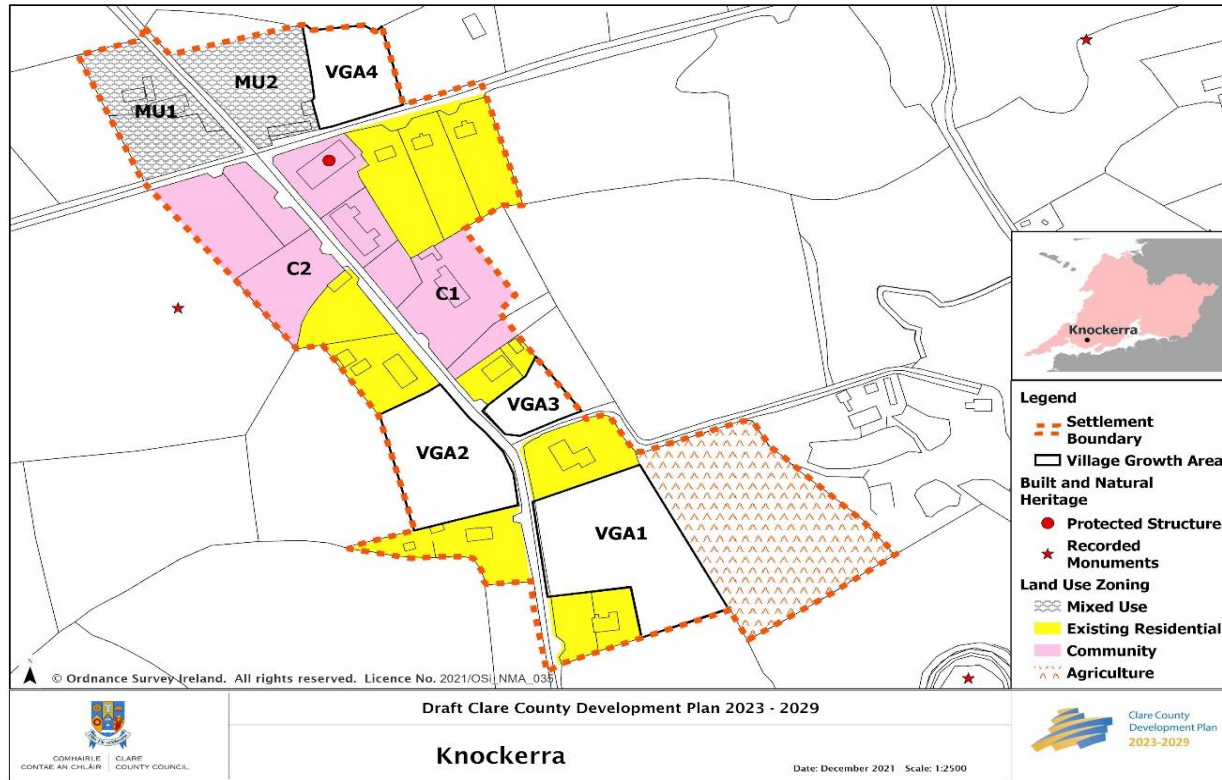 MU1
MU2
VGA4
C2
C1
VGA3
VGA2
VGA1
Knockerra
Legend
Settlement
Boundary
Village Growth Area
Built and Natural
Heritage
Protected Structure
Recorded
Monuments
Land Use Zoning
Mixed Use
Existing Residential
Community
Agriculture
N
© Ordnance Survey Ireland. All rights reserved. Licence No. 2021/OSi_NMA_035
COMHAIRLE
CONTAE AN CHLÁIR
CLARE
COUNTY COUNCIL
Draft Clare County Development Plan 2023 - 2029
Knockerra
Date: December 2021 Scale: 1:2500
Clare County
Development Plan
2023-2029